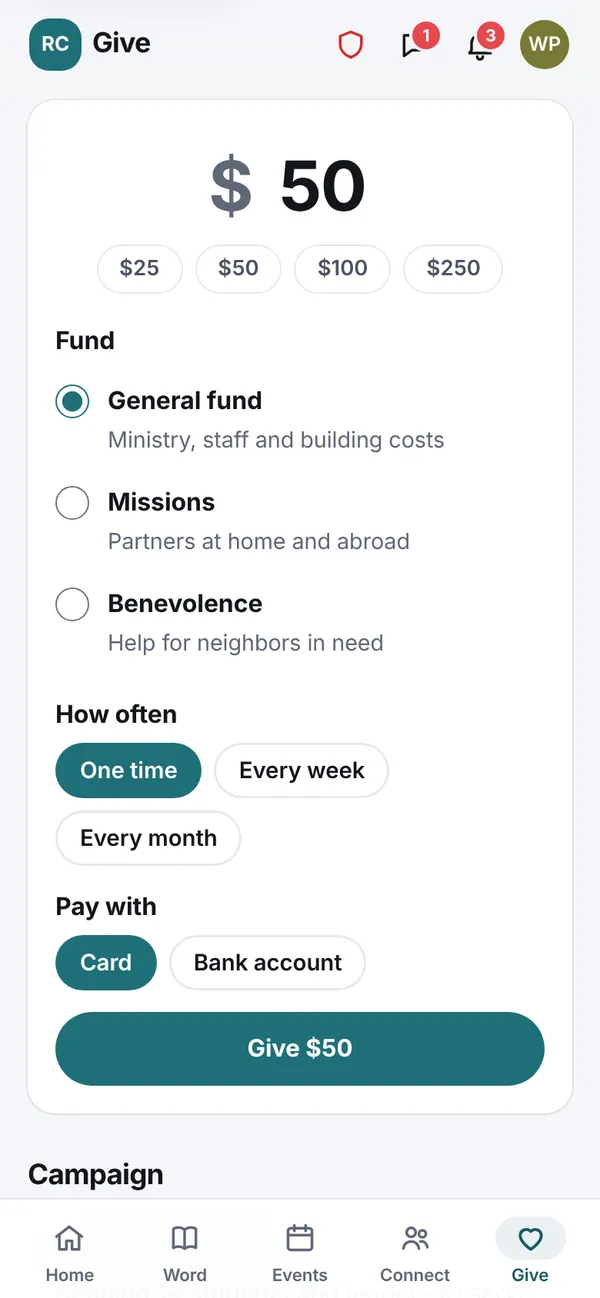 RC Give 1 3 WP
$ 50
$25 $50 $100 $250
Fund
General fund
Ministry, staff and building costs
Missions
Partners at home and abroad
Benevolence
Help for neighbors in need
How often
One time Every week
Every month
Pay with
Card Bank account
Give $50
Campaign
Home Word Events Connect Give